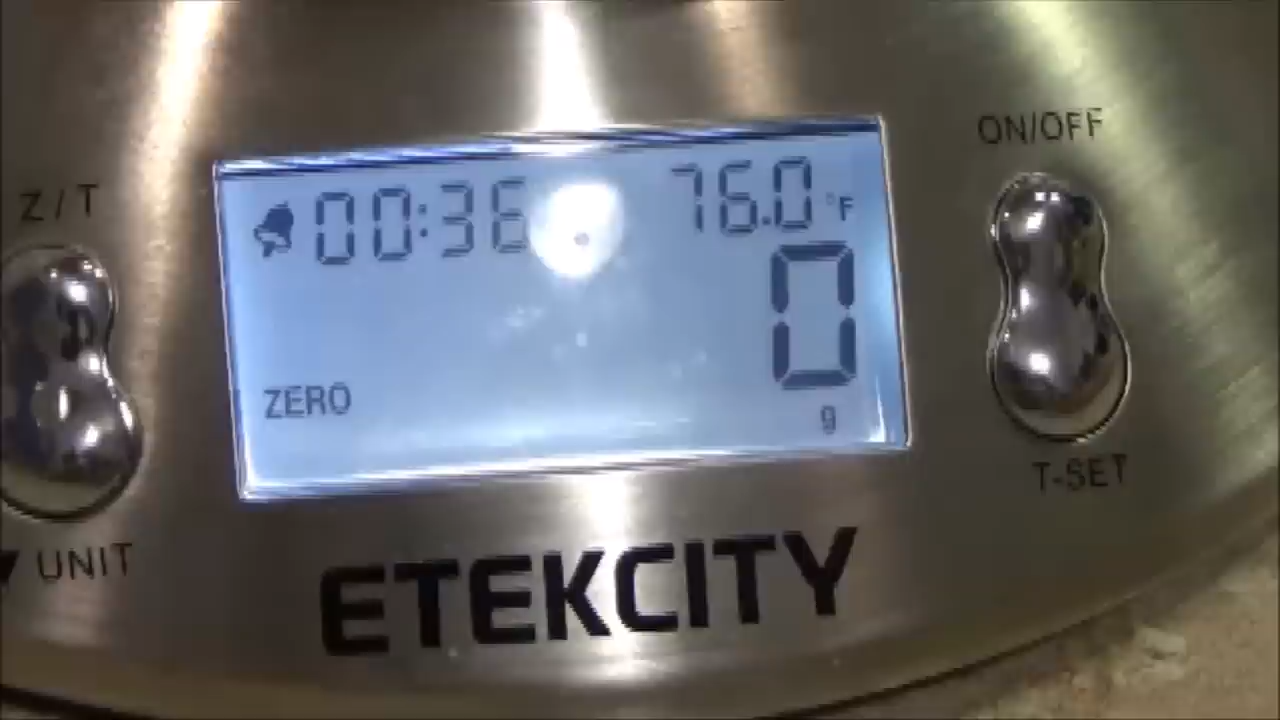 ON/OFF
Z/T
00:36 76.0 °F
0
ZERO
g
T-SET
UNIT
ETEKCITY